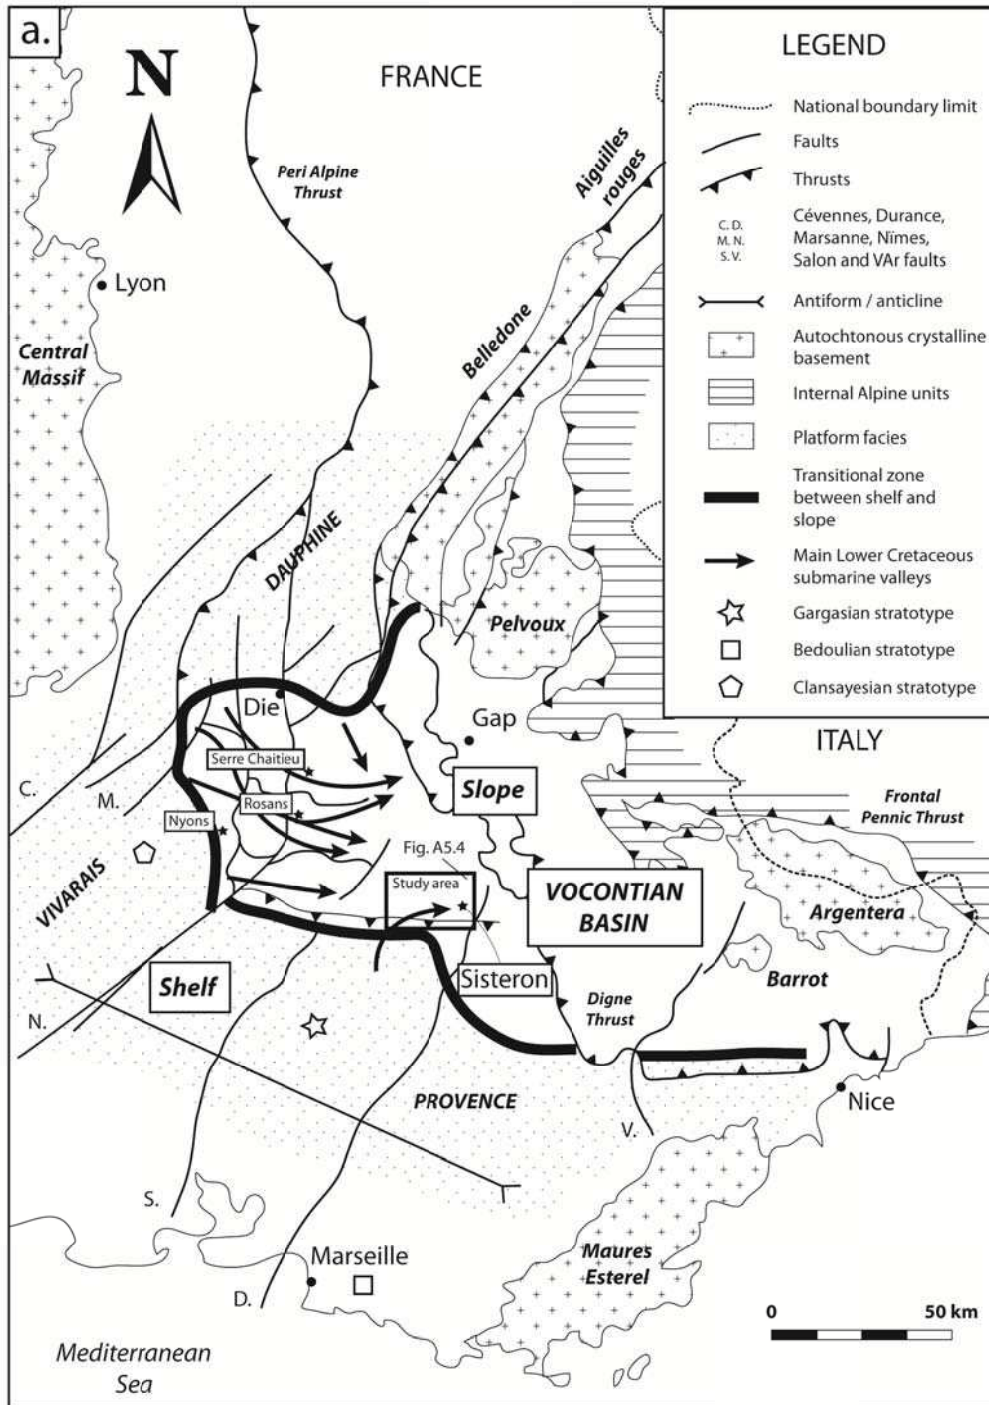 a.
N
FRANCE
Peri Alpine
Thrust
Aiguilles
rouges
Lyon
Belledone
Central
Massif
DAUPHINE
Pelvoux
Die
Gap
Serre Chaitieu
Slope
Rosans
Nyons
C.
M.
Fig. A5.4
Study area
VIVARAIS
VOCONTIAN
BASIN
Shelf
Sisteron
N.
Digne
Thrust
ITALY
Frontal
Pennic Thrust
Argentera
Barrot
PROVENCE
Nice
V.
S.
D.
Marseille
Maures
Esterel
Mediterranean
Sea
0 50 km
LEGEND
National boundary limit
Faults
Thrusts
C. D.
M. N.
S. V.
Cévennes, Durance,
Marsanne, Nïmes,
Salon and VAr faults
Antiform / anticline
Autochtonous crystalline
basement
Internal Alpine units
Platform facies
Transitional zone
between shelf and
slope
Main Lower Cretaceous
submarine valleys
Gargasian stratotype
Bedoulian stratotype
Clansayesian stratotype